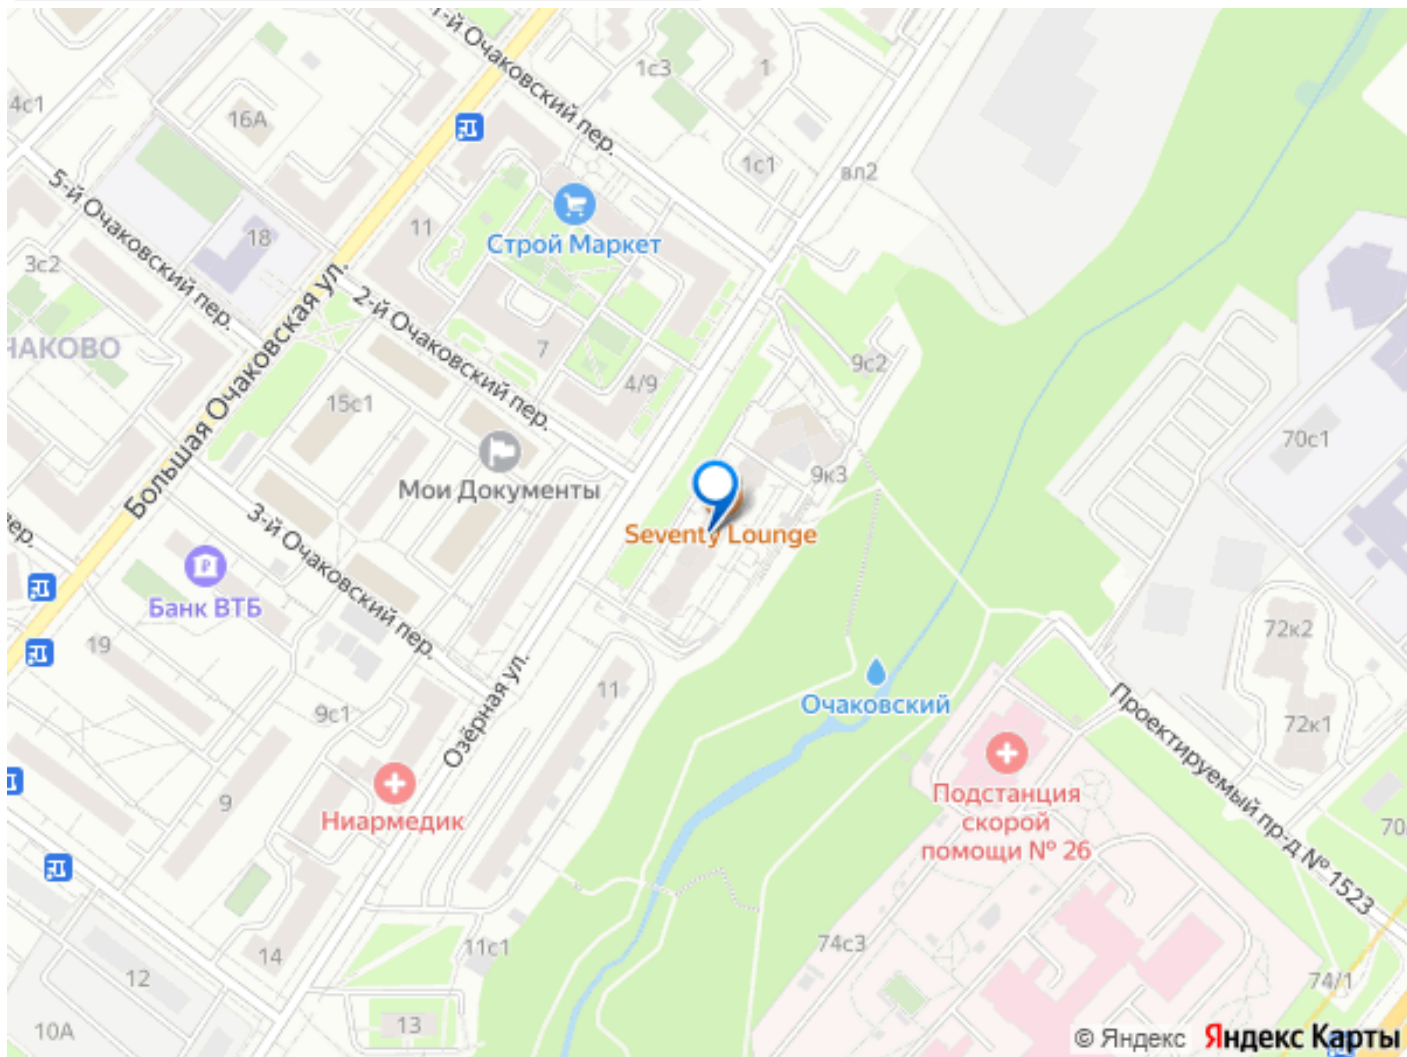 1-й Очаковский пер.
1с3
1
4с1
16А
1с1
вл2
5-й Очаковский пер.
18
11
Строй Маркет
3с2
2-й Очаковский пер.
7
9с2
4/9
Большая Очаковская ул.
15с1
70с1
Мои Документы
9к3
Seventy Lounge
3-й Очаковский пер.
пер.
Банк ВТБ
19
72к2
11
Очаковский
Озёрная ул.
9с1
72к1
Проектируемый пр-д № 1523
9
Ниармедик
Подстанция
скорой
помощи № 26
70
14
11с1
74с3
12
74/1
10А
13
© Яндекс Яндекс Карты